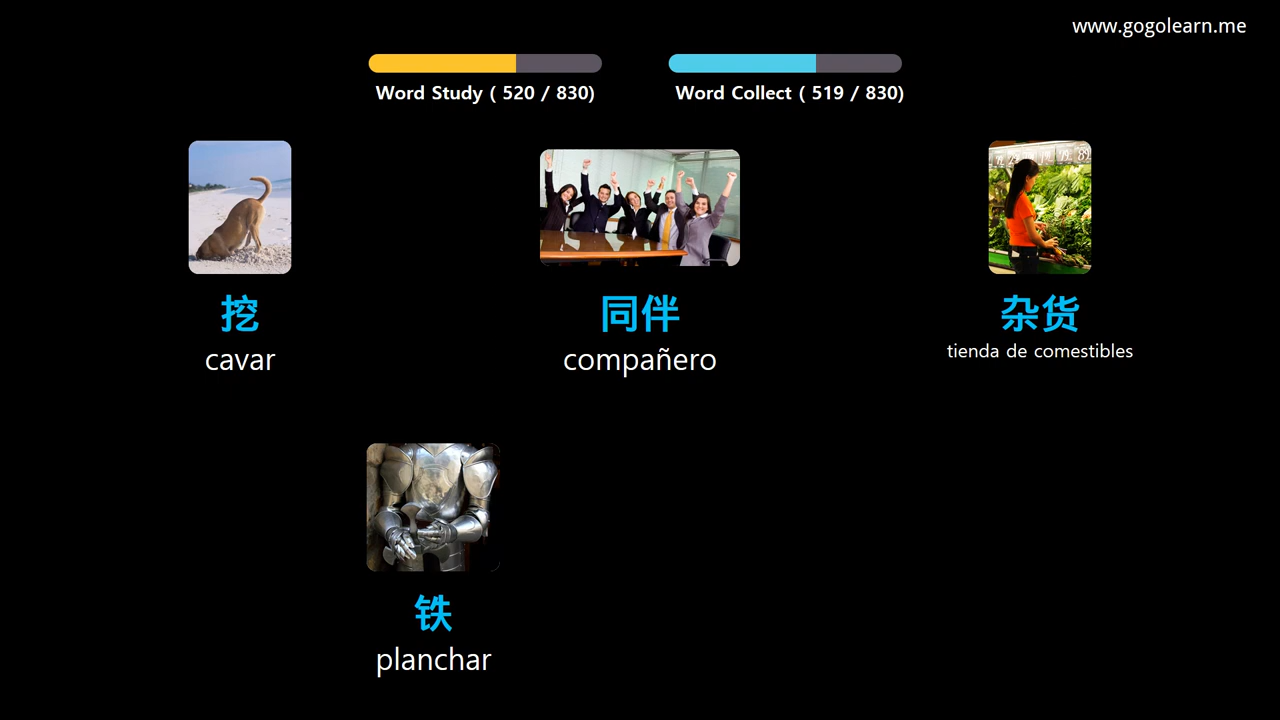 www.gogolearn.me
Word Study ( 520 / 830)
Word Collect ( 519 / 830)
挖
cavar
同伴
compañero
杂货
tienda de comestibles
铁
planchar